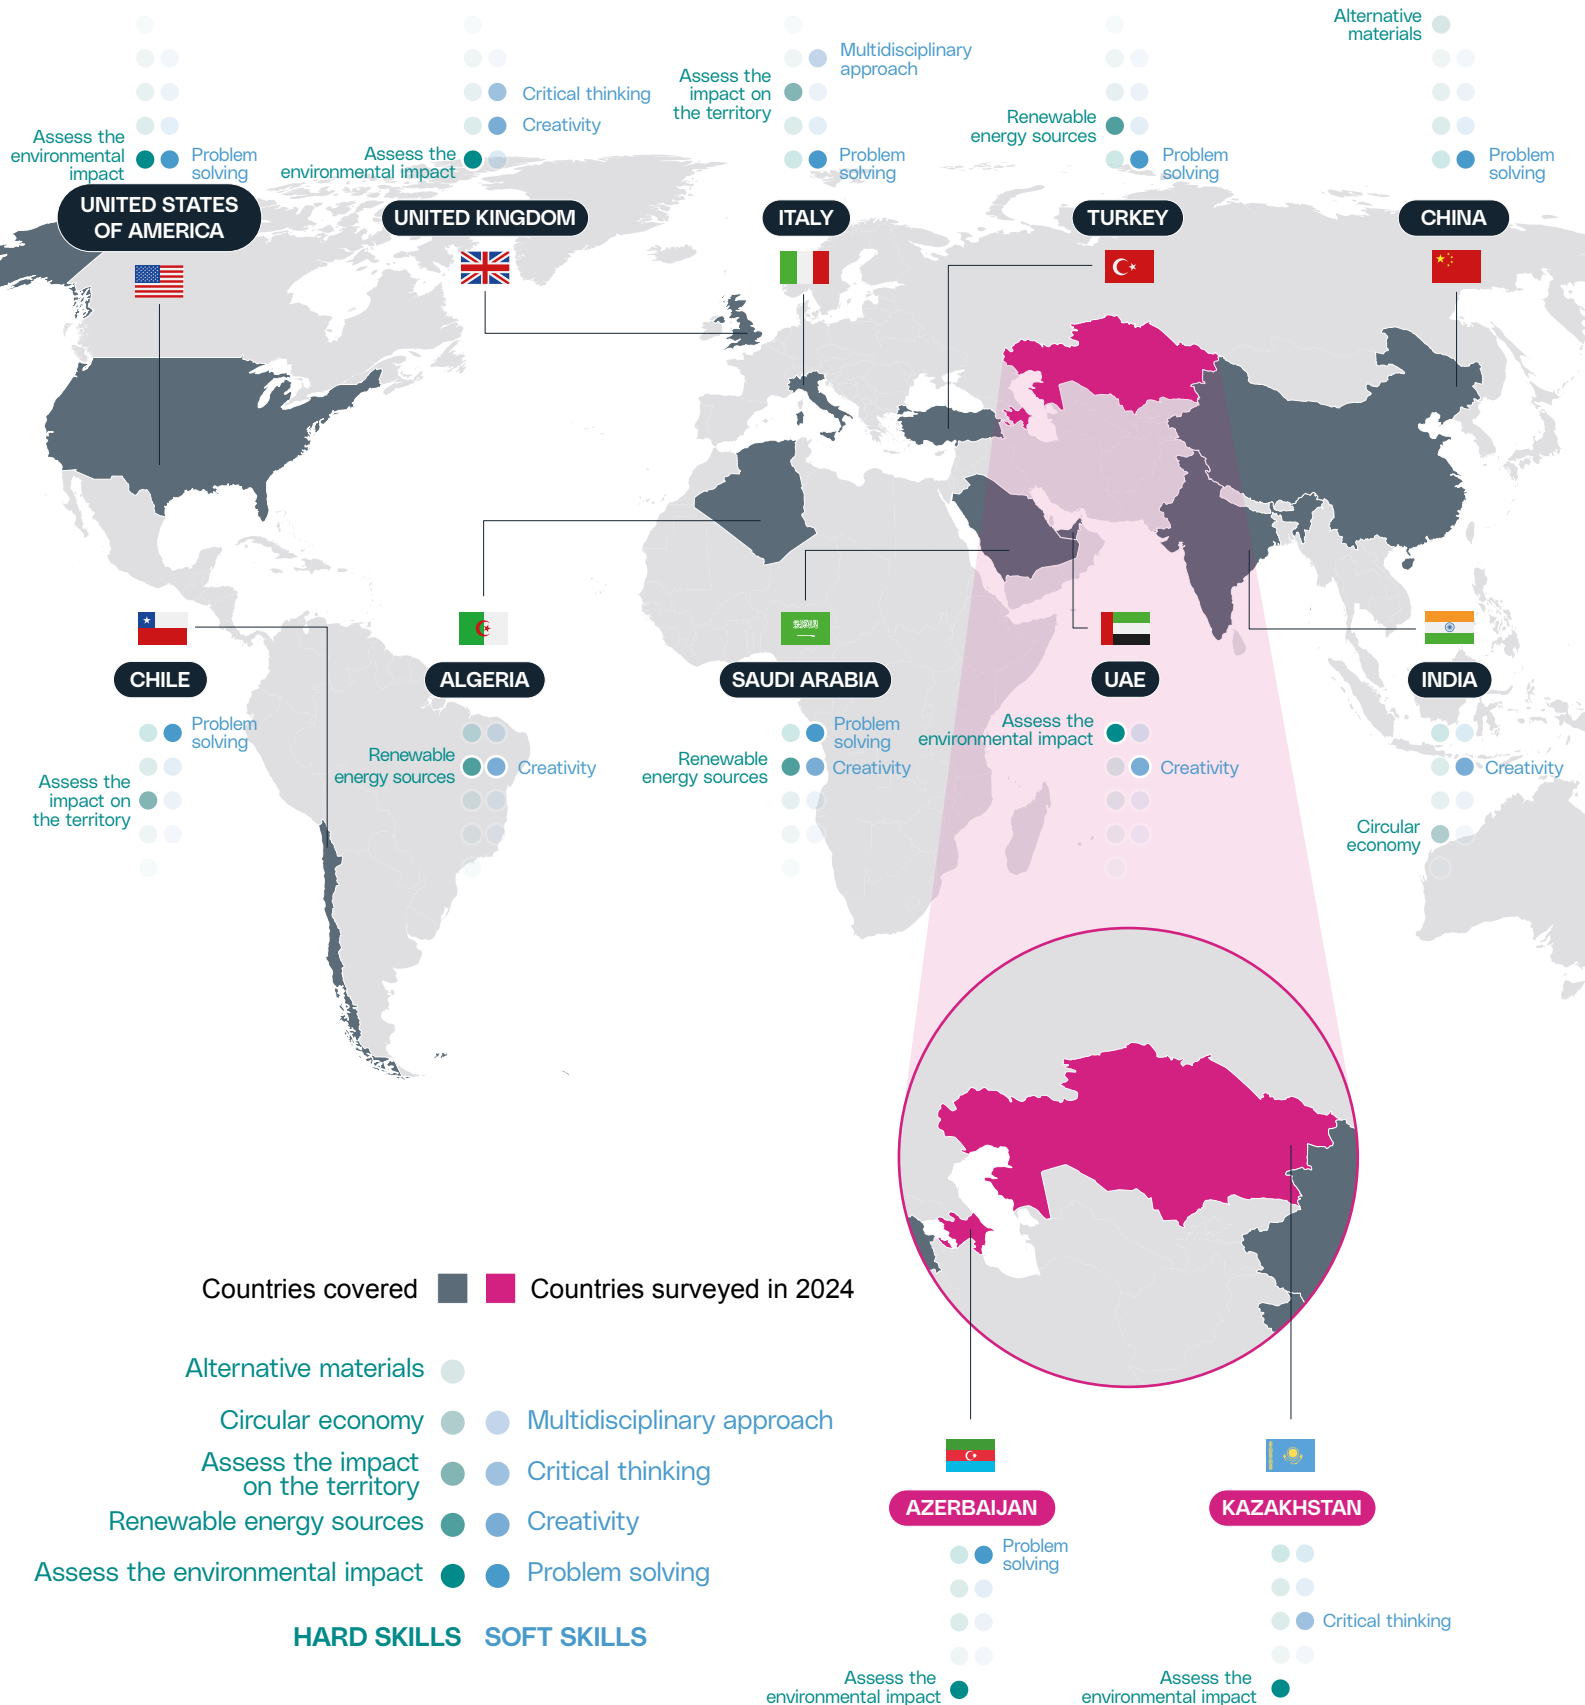 Alternative
materials
Multidisciplinary
approach
Assess the
impact on
the territory
Critical thinking
Creativity
Renewable
energy sources
Assess the
environmental
impact
Problem
solving
Assess the
environmental impact
Problem
solving
Problem
solving
Problem
solving
UNITED STATES
OF AMERICA
UNITED KINGDOM
ITALY
TURKEY
CHINA
CHILE
ALGERIA
SAUDI ARABIA
UAE
INDIA
Problem
solving
Assess the
impact on
the territory
Renewable
energy sources
Creativity
Problem
solving
Renewable
energy sources
Creativity
Assess the
environmental impact
Creativity
Creativity
Circular
economy
Countries covered
Countries surveyed in 2024
Alternative materials
Circular economy
Multidisciplinary approach
Assess the impact
on the territory
Critical thinking
Renewable energy sources
Creativity
Assess the environmental impact
Problem solving
HARD SKILLS
SOFT SKILLS
AZERBAIJAN
KAZAKHSTAN
Problem
solving
Critical thinking
Assess the
environmental impact
Assess the
environmental impact